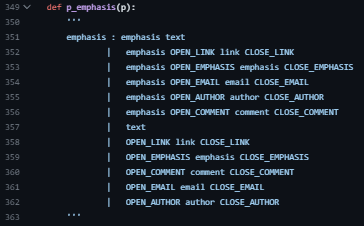 349 def p_emphasis(p):
350 '''
351 emphasis : emphasis text
352 | emphasis OPEN_LINK link CLOSE_LINK
353 | emphasis OPEN_EMPHASIS emphasis CLOSE_EMPHASIS
354 | emphasis OPEN_EMAIL email CLOSE_EMAIL
355 | emphasis OPEN_AUTHOR author CLOSE_AUTHOR
356 | emphasis OPEN_COMMENT comment CLOSE_COMMENT
357 | text
358 | OPEN_LINK link CLOSE_LINK
359 | OPEN_EMPHASIS emphasis CLOSE_EMPHASIS
360 | OPEN_COMMENT comment CLOSE_COMMENT
361 | OPEN_EMAIL email CLOSE_EMAIL
362 | OPEN_AUTHOR author CLOSE_AUTHOR
363 '''